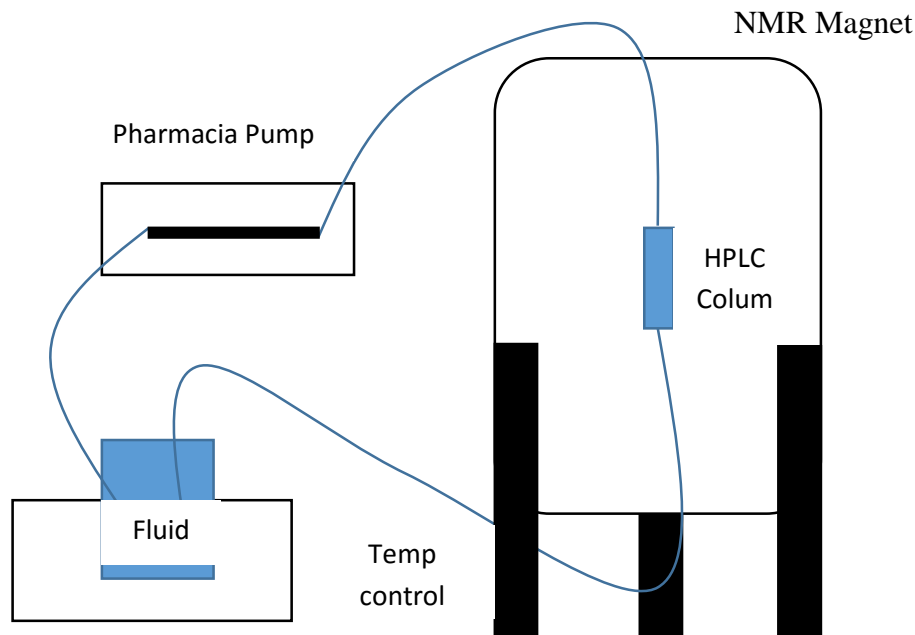 NMR Magnet
Pharmacia Pump
HPLC
Colum
Fluid
Temp
control